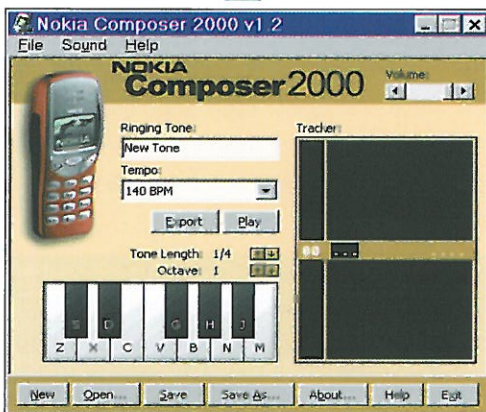 Nokia Composer 2000 v1.2
File Sound Help
NOKIA
Composer 2000
Volume:
Ringing Tone:
New Tone
Tempo:
140 BPM
Export Play
Tone Length: 1/4
Octave: 1
Tracker:
00 ... ....
S D G H J
Z X C V B N M
New Open... Save Save As... About... Help Exit